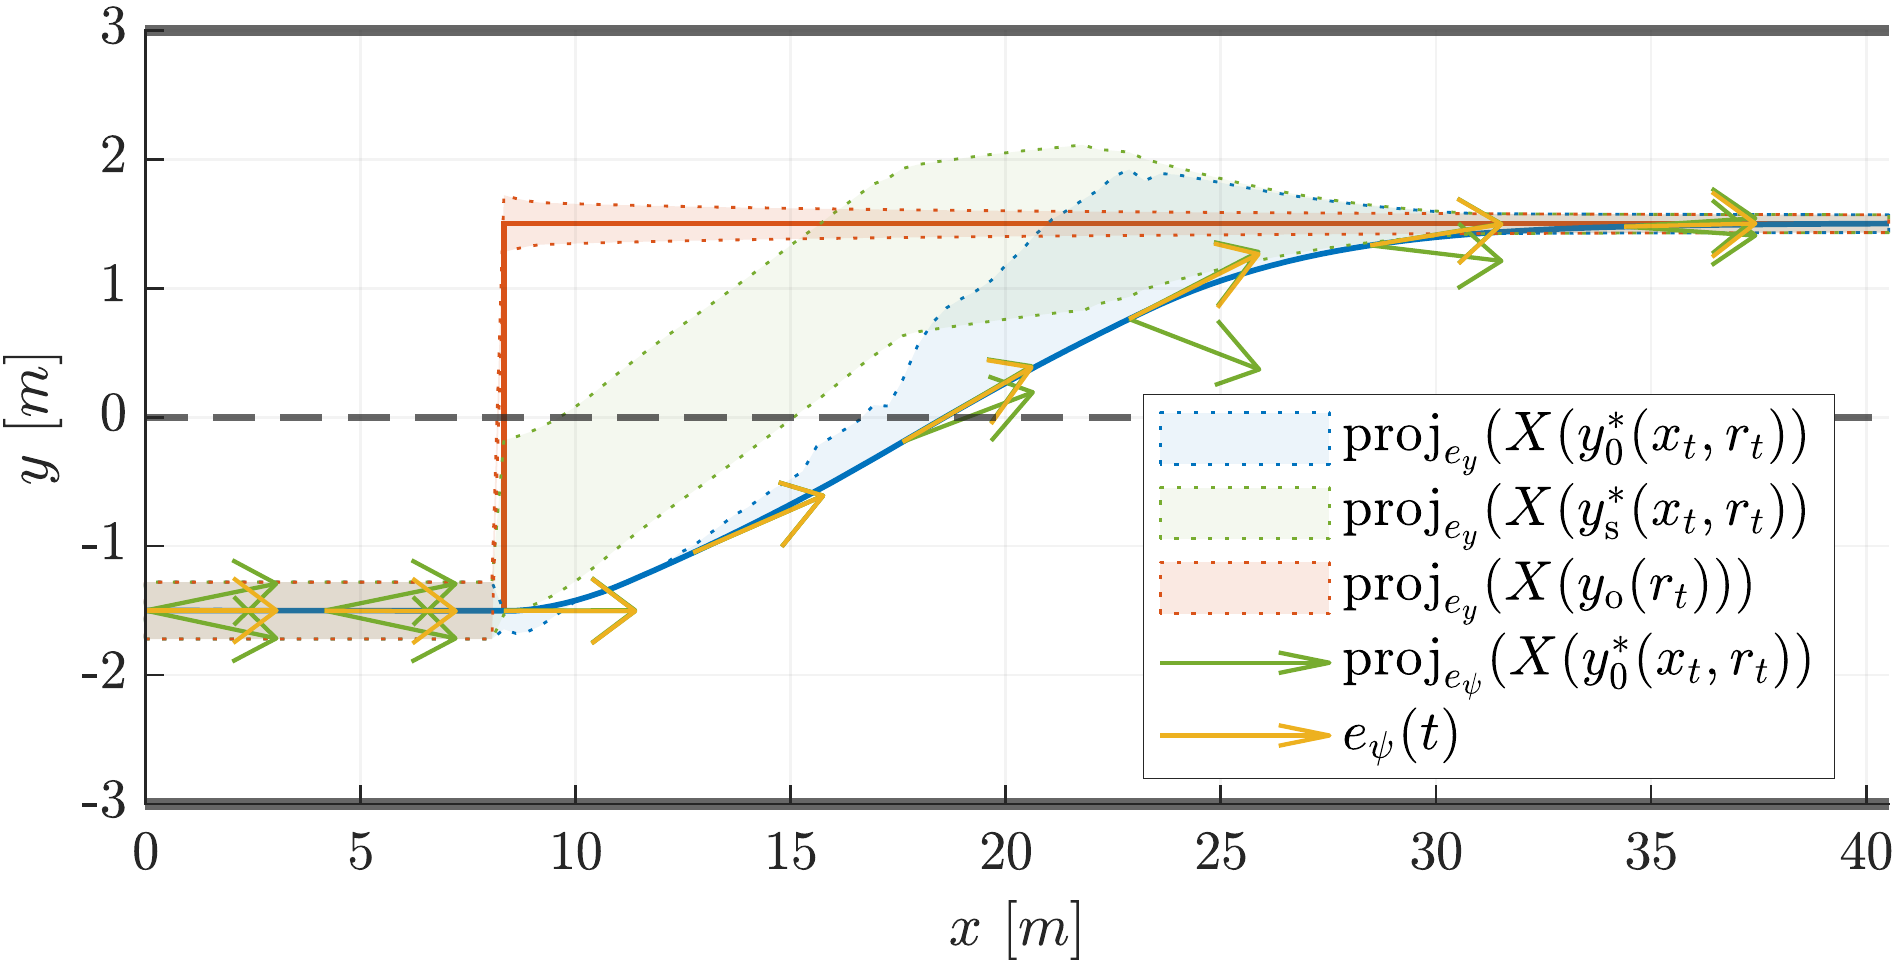 3
2
1
0
-1
-2
-3
y [m]
proj_{e_y}(X(y_0^*(x_t, r_t))
proj_{e_y}(X(y_s^*(x_t, r_t))
proj_{e_y}(X(y_o(r_t)))
proj_{e_ψ}(X(y_0^*(x_t, r_t))
e_ψ(t)
0 5 10 15 20 25 30 35 40
x [m]